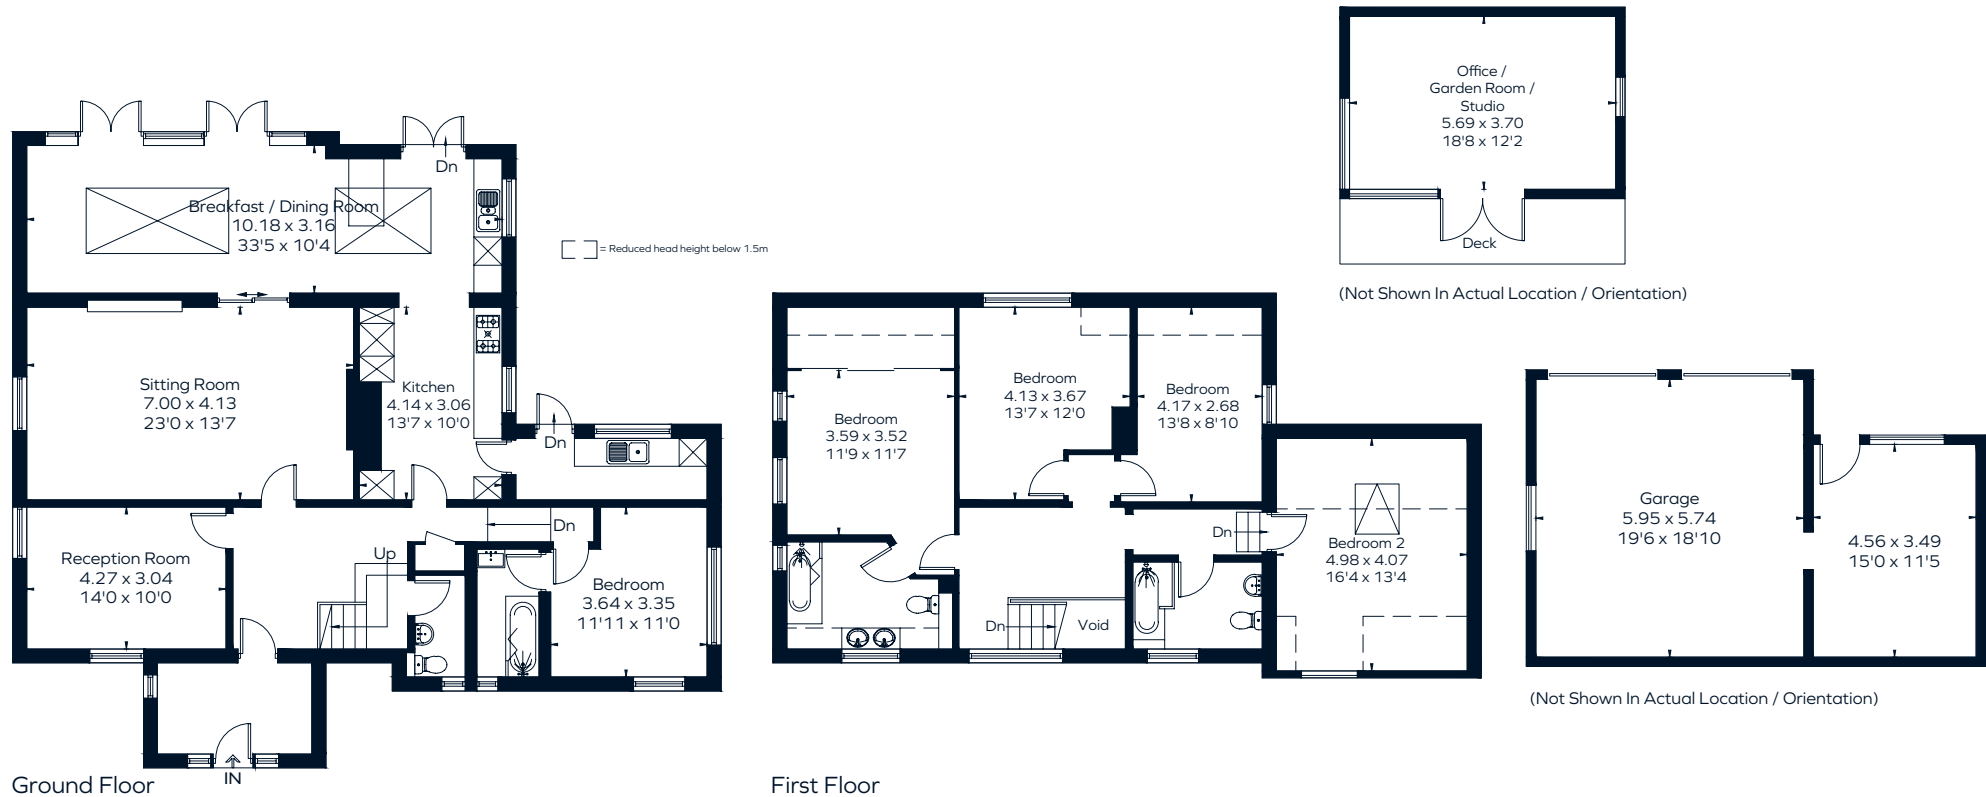 Office /
Garden Room /
Studio
5.69 x 3.70
18'8 x 12'2
Deck
(Not Shown In Actual Location / Orientation)
Dn
Breakfast / Dining Room
10.18 x 3.16
33'5 x 10'4
= Reduced head height below 1.5m
Sitting Room
7.00 x 4.13
23'0 x 13'7
Kitchen
4.14 x 3.06
13'7 x 10'0
Dn
Dn
Up
Reception Room
4.27 x 3.04
14'0 x 10'0
Bedroom
3.64 x 3.35
11'11 x 11'0
IN
Ground Floor
Bedroom
3.59 x 3.52
11'9 x 11'7
Bedroom
4.13 x 3.67
13'7 x 12'0
Bedroom
4.17 x 2.68
13'8 x 8'10
Dn
Bedroom 2
4.98 x 4.07
16'4 x 13'4
Dn
Void
First Floor
Garage
5.95 x 5.74
19'6 x 18'10
4.56 x 3.49
15'0 x 11'5
(Not Shown In Actual Location / Orientation)